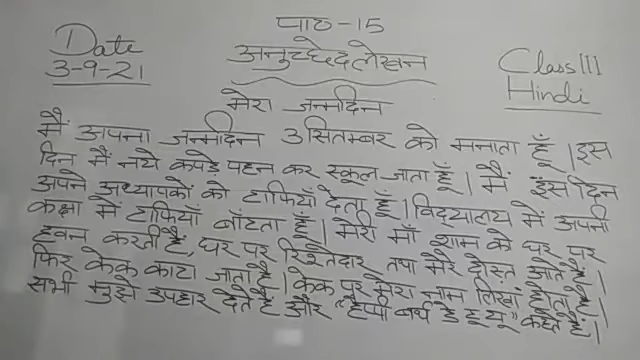 पाठ-15
Date
3-9-21
अनुच्छेदलेखन
Class III
Hindi
मेरा जन्मदिन
मैं अपना जन्मदिन 3 सितम्बर को मनाता हूँ। इस
दिन मैं नये कपड़े पहन कर स्कूल जाता हूँ। मैं इस दिन
अपने अध्यापकों को टाफियाँ देता हूँ। विद्यालय में अपनी
कक्षा में टाफियाँ बाँटता हूँ। मेरी माँ शाम को घर पर
हवन करती हैं, घर पर रिश्तेदार तथा मेरे दोस्त आते हैं।
फिर केक काटा जाता है। केक पर मेरा नाम लिखा होता है।
सभी मुझे उपहार देते हैं और "हैप्पी बर्थ डे टू यू" कहते हैं।